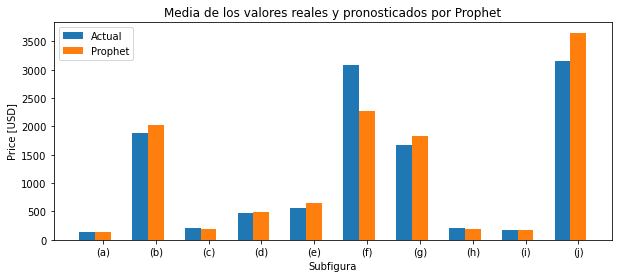 Media de los valores reales y pronosticados por Prophet
Actual
Prophet
Price [USD]
3500
3000
2500
2000
1500
1000
500
0
(a) (b) (c) (d) (e) (f) (g) (h) (i) (j)
Subfigura